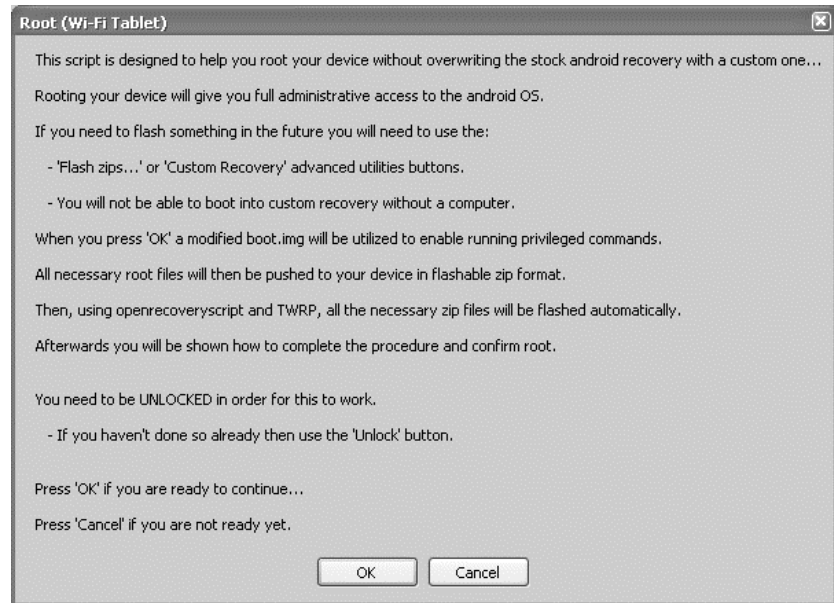 Root (Wi-Fi Tablet)
This script is designed to help you root your device without overwriting the stock android recovery with a custom one...
Rooting your device will give you full administrative access to the android OS.
If you need to flash something in the future you will need to use the:
- 'Flash zips...' or 'Custom Recovery' advanced utilities buttons.
- You will not be able to boot into custom recovery without a computer.
When you press 'OK' a modified boot.img will be utilized to enable running privileged commands.
All necessary root files will then be pushed to your device in flashable zip format.
Then, using openrecoveryscript and TWRP, all the necessary zip files will be flashed automatically.
Afterwards you will be shown how to complete the procedure and confirm root.
You need to be UNLOCKED in order for this to work.
- If you haven't done so already then use the 'Unlock' button.
Press 'OK' if you are ready to continue...
Press 'Cancel' if you are not ready yet.
OK Cancel